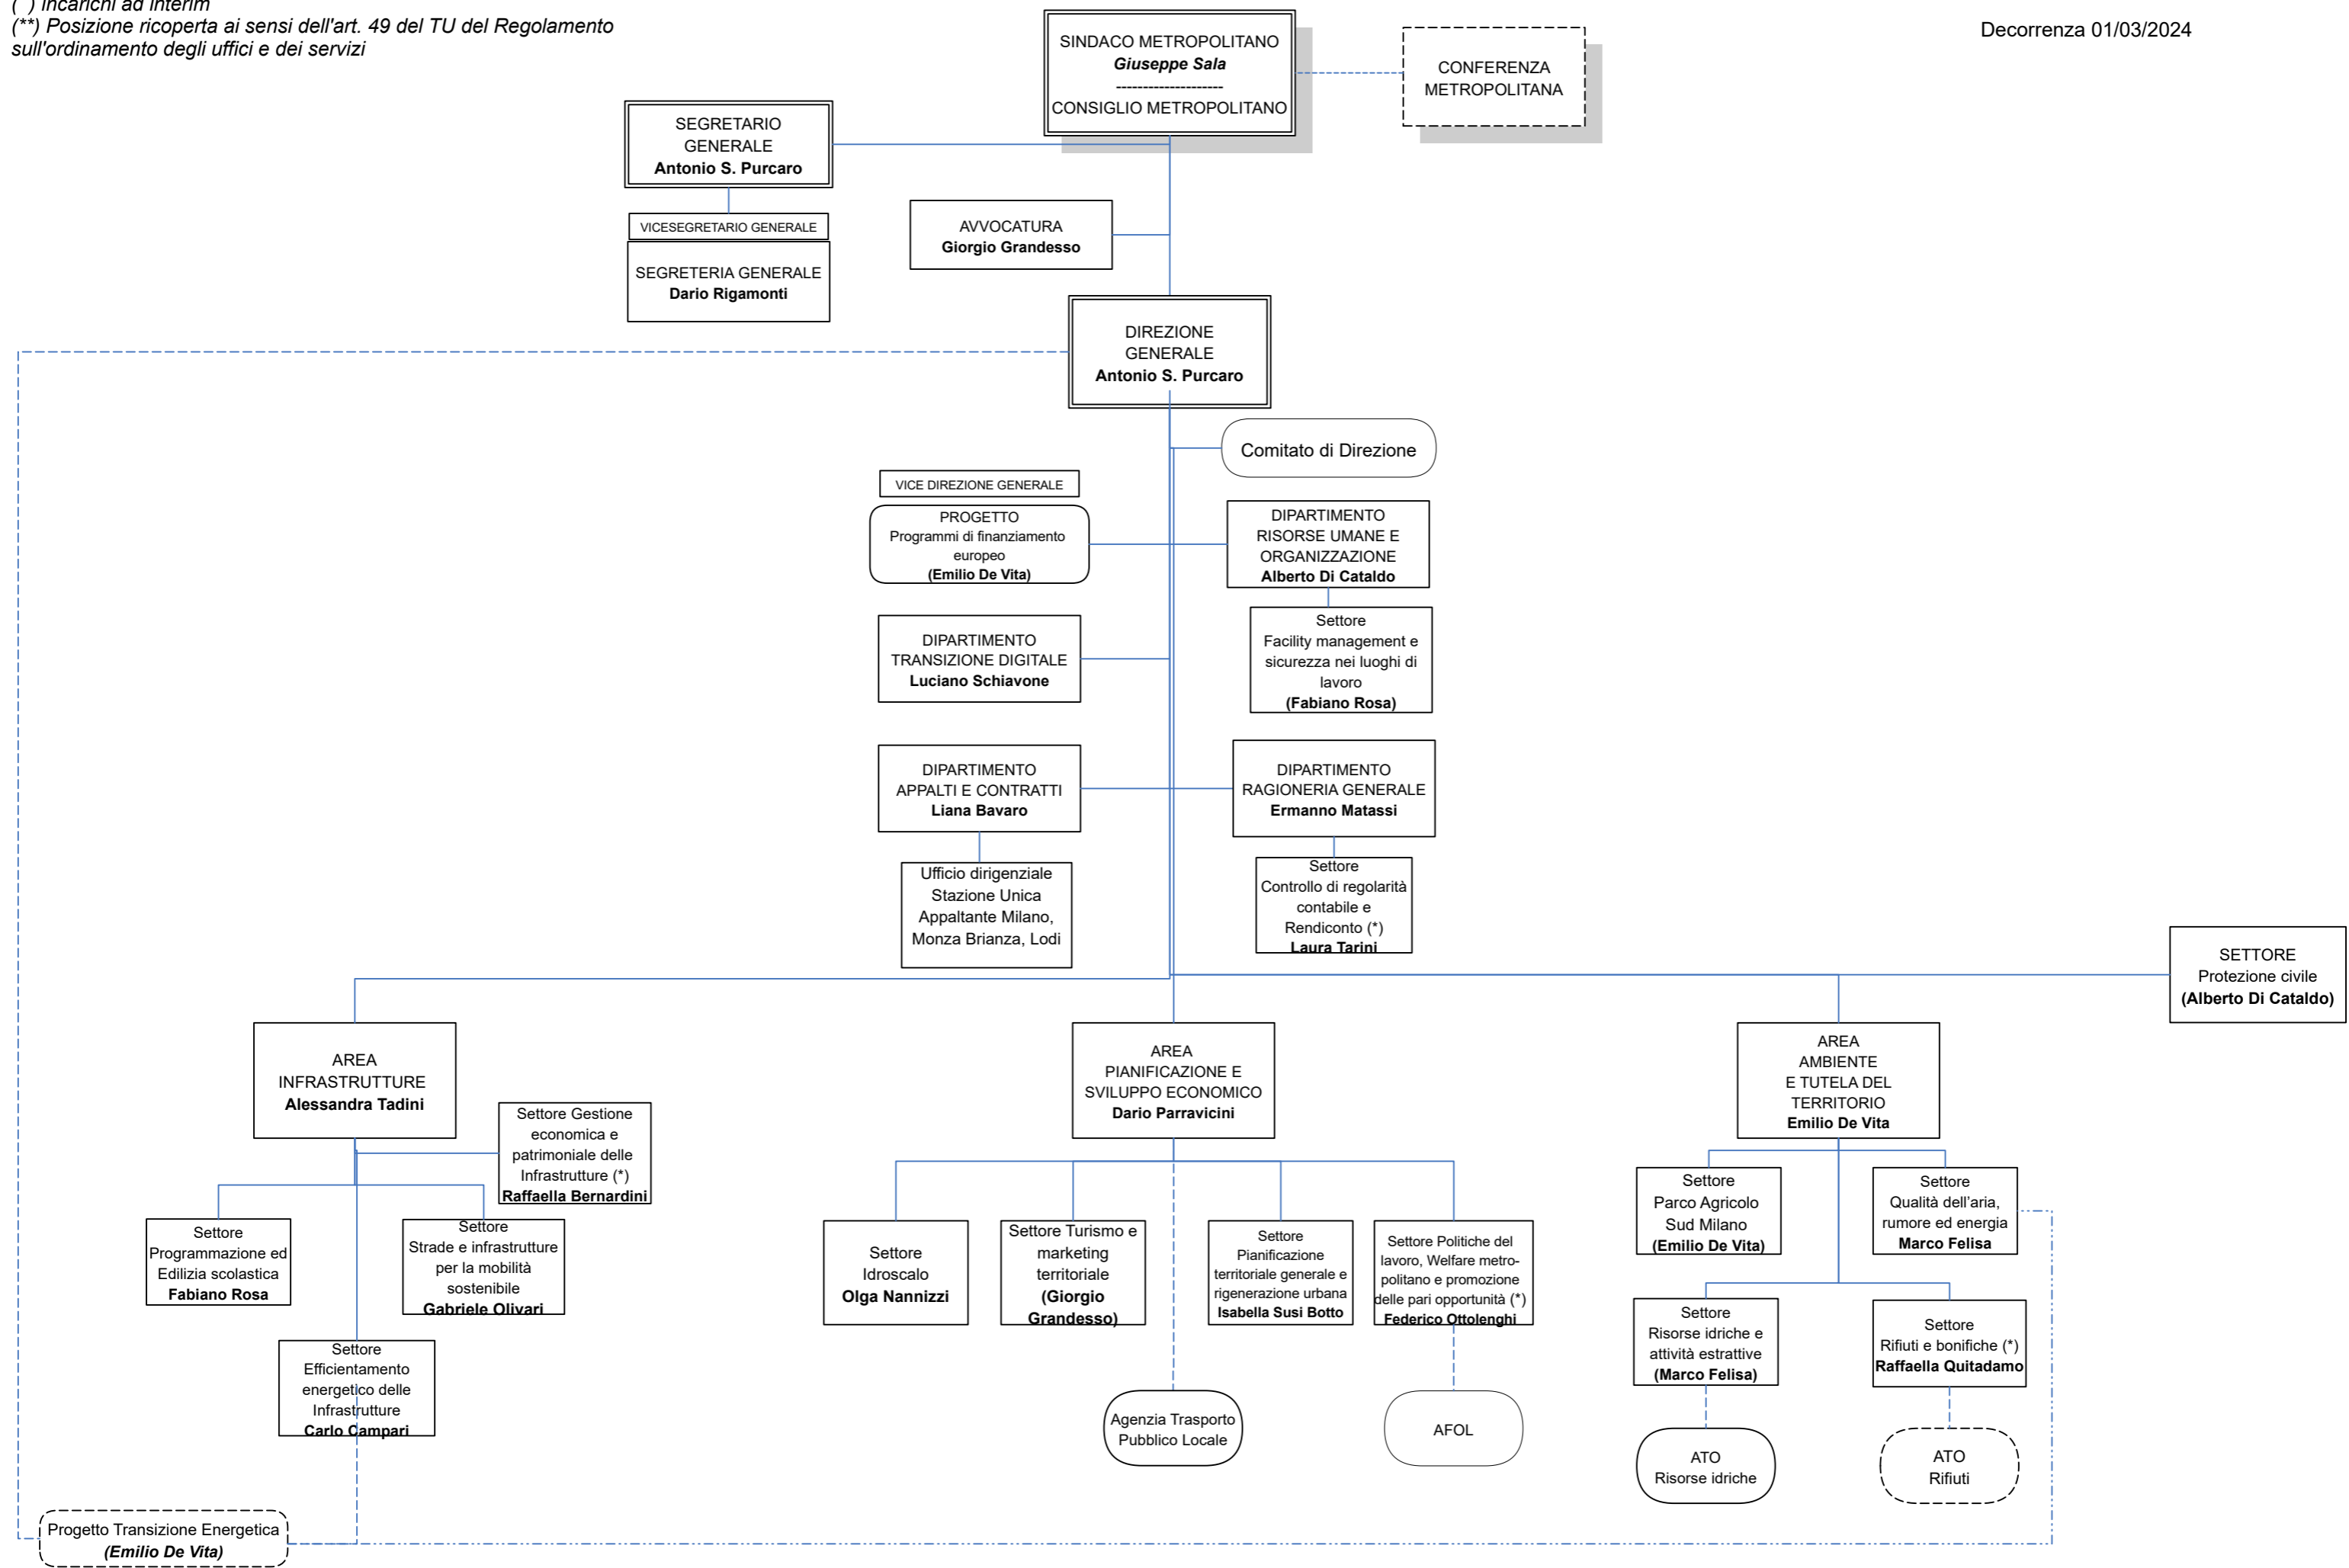 ( ) Incarichi ad interim
(**) Posizione ricoperta ai sensi dell'art. 49 del TU del Regolamento
sull'ordinamento degli uffici e dei servizi
Decorrenza 01/03/2024
SINDACO METROPOLITANO
Giuseppe Sala
--------------------
CONSIGLIO METROPOLITANO
CONFERENZA
METROPOLITANA
SEGRETARIO
GENERALE
Antonio S. Purcaro
VICESEGRETARIO GENERALE
SEGRETERIA GENERALE
Dario Rigamonti
AVVOCATURA
Giorgio Grandesso
DIREZIONE
GENERALE
Antonio S. Purcaro
Comitato di Direzione
VICE DIREZIONE GENERALE
PROGETTO
Programmi di finanziamento
europeo
(Emilio De Vita)
DIPARTIMENTO
RISORSE UMANE E
ORGANIZZAZIONE
Alberto Di Cataldo
Settore
Facility management e
sicurezza nei luoghi di
lavoro
(Fabiano Rosa)
DIPARTIMENTO
TRANSIZIONE DIGITALE
Luciano Schiavone
DIPARTIMENTO
APPALTI E CONTRATTI
Liana Bavaro
DIPARTIMENTO
RAGIONERIA GENERALE
Ermanno Matassi
Ufficio dirigenziale
Stazione Unica
Appaltante Milano,
Monza Brianza, Lodi
Settore
Controllo di regolarità
contabile e
Rendiconto (*)
Laura Tarini
SETTORE
Protezione civile
(Alberto Di Cataldo)
AREA
INFRASTRUTTURE
Alessandra Tadini
Settore Gestione
economica e
patrimoniale delle
Infrastrutture (*)
Raffaella Bernardini
Settore
Programmazione ed
Edilizia scolastica
Fabiano Rosa
Settore
Strade e infrastrutture
per la mobilità
sostenibile
Gabriele Olivari
Settore
Efficientamento
energetico delle
Infrastrutture
Carlo Campari
AREA
PIANIFICAZIONE E
SVILUPPO ECONOMICO
Dario Parravicini
Settore
Idroscalo
Olga Nannizzi
Settore Turismo e
marketing
territoriale
(Giorgio
Grandesso)
Settore
Pianificazione
territoriale generale e
rigenerazione urbana
Isabella Susi Botto
Settore Politiche del
lavoro, Welfare metro-
politano e promozione
delle pari opportunità (*)
Federico Ottolenghi
Agenzia Trasporto
Pubblico Locale
AFOL
AREA
AMBIENTE
E TUTELA DEL
TERRITORIO
Emilio De Vita
Settore
Parco Agricolo
Sud Milano
(Emilio De Vita)
Settore
Qualità dell’aria,
rumore ed energia
Marco Felisa
Settore
Risorse idriche e
attività estrattive
(Marco Felisa)
Settore
Rifiuti e bonifiche (*)
Raffaella Quitadamo
ATO
Risorse idriche
ATO
Rifiuti
Progetto Transizione Energetica
(Emilio De Vita)